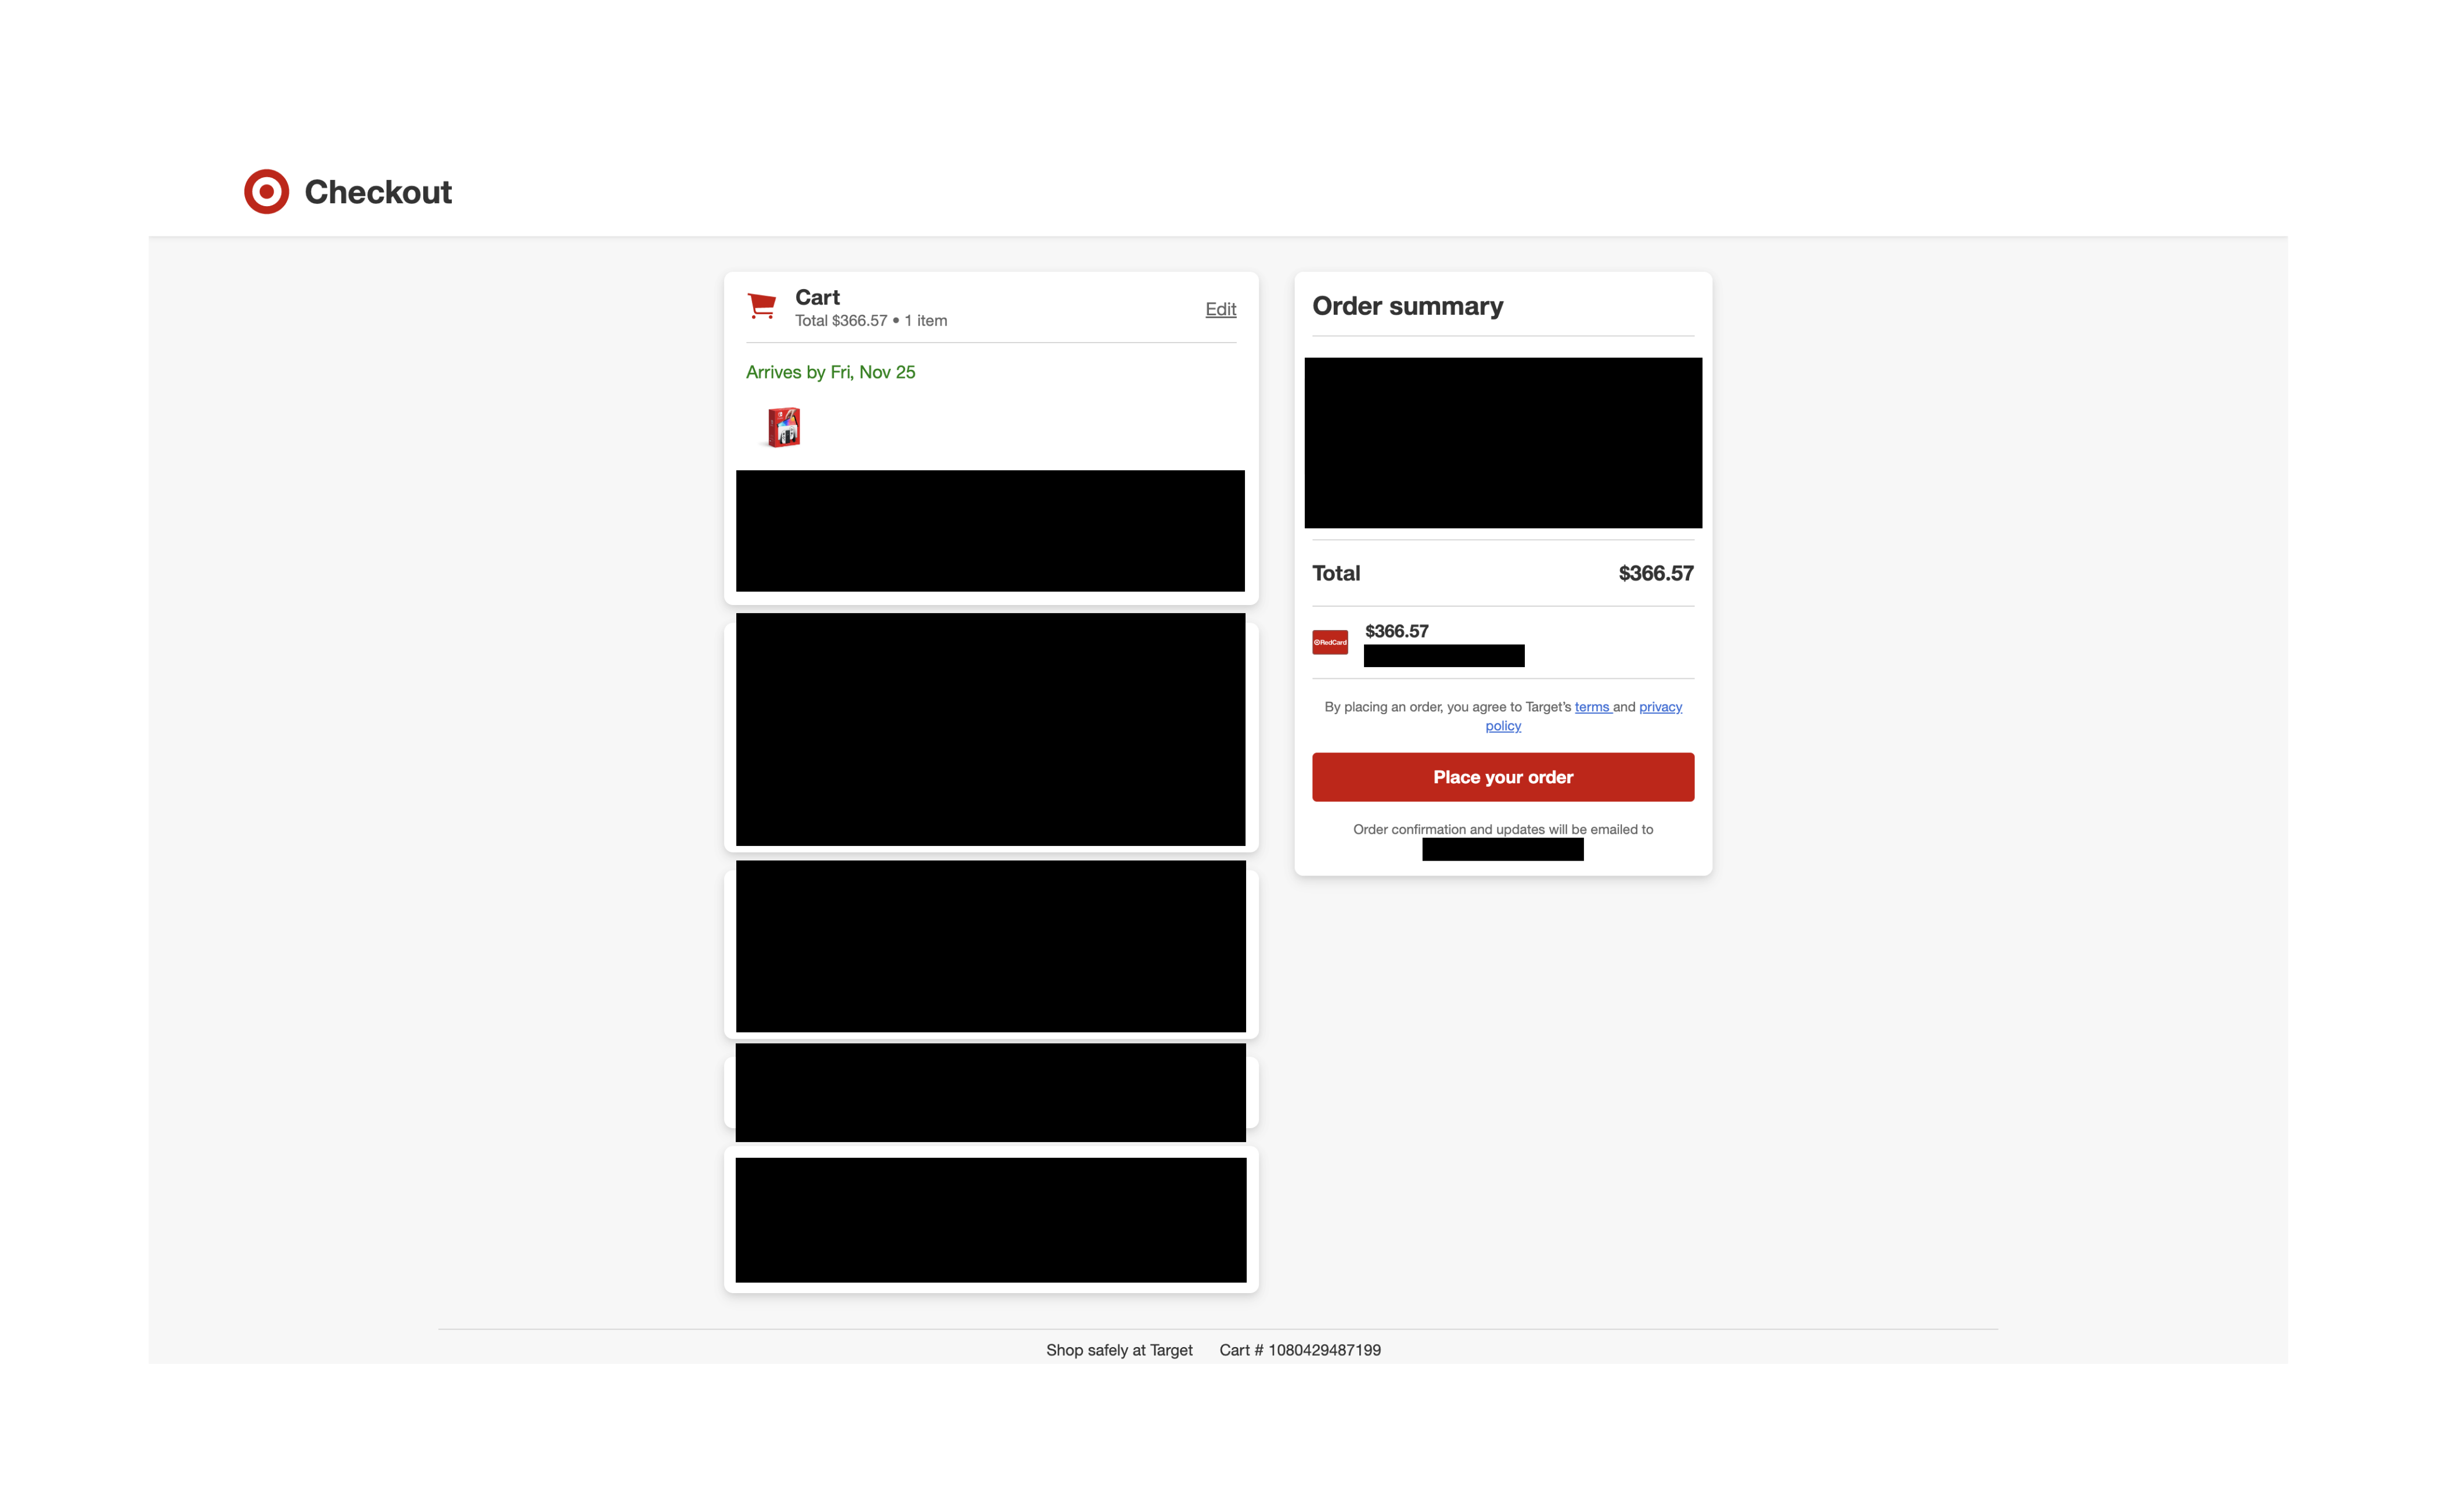 Checkout
Cart
Total $366.57 • 1 item
Edit
Arrives by Fri, Nov 25
Order summary
Total $366.57
RedCard
$366.57
By placing an order, you agree to Target's terms and privacy
policy
Place your order
Order confirmation and updates will be emailed to
Shop safely at Target Cart # 1080429487199